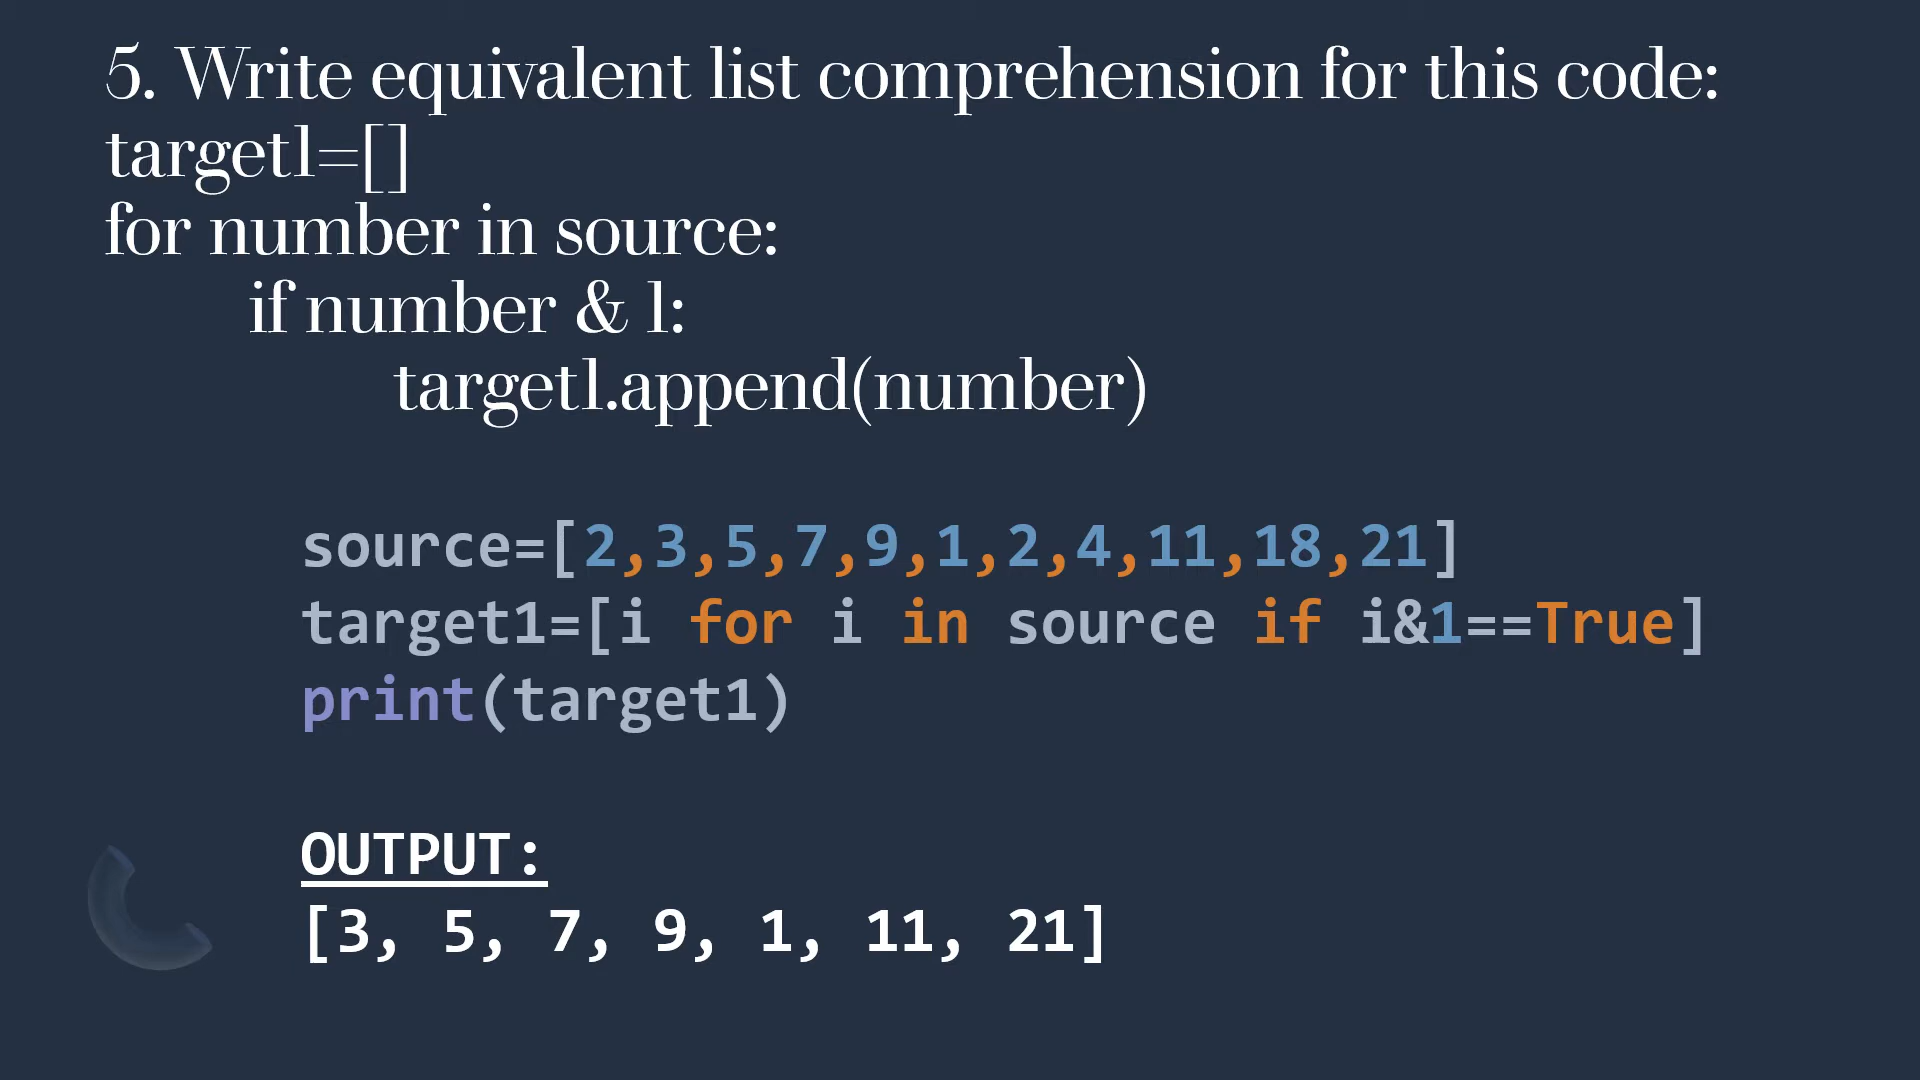 5. Write equivalent list comprehension for this code:
target1=[]
for number in source:
if number & 1:
target1.append(number)
source=[2,3,5,7,9,1,2,4,11,18,21]
target1=[i for i in source if i&1==True]
print(target1)
OUTPUT:
[3, 5, 7, 9, 1, 11, 21]